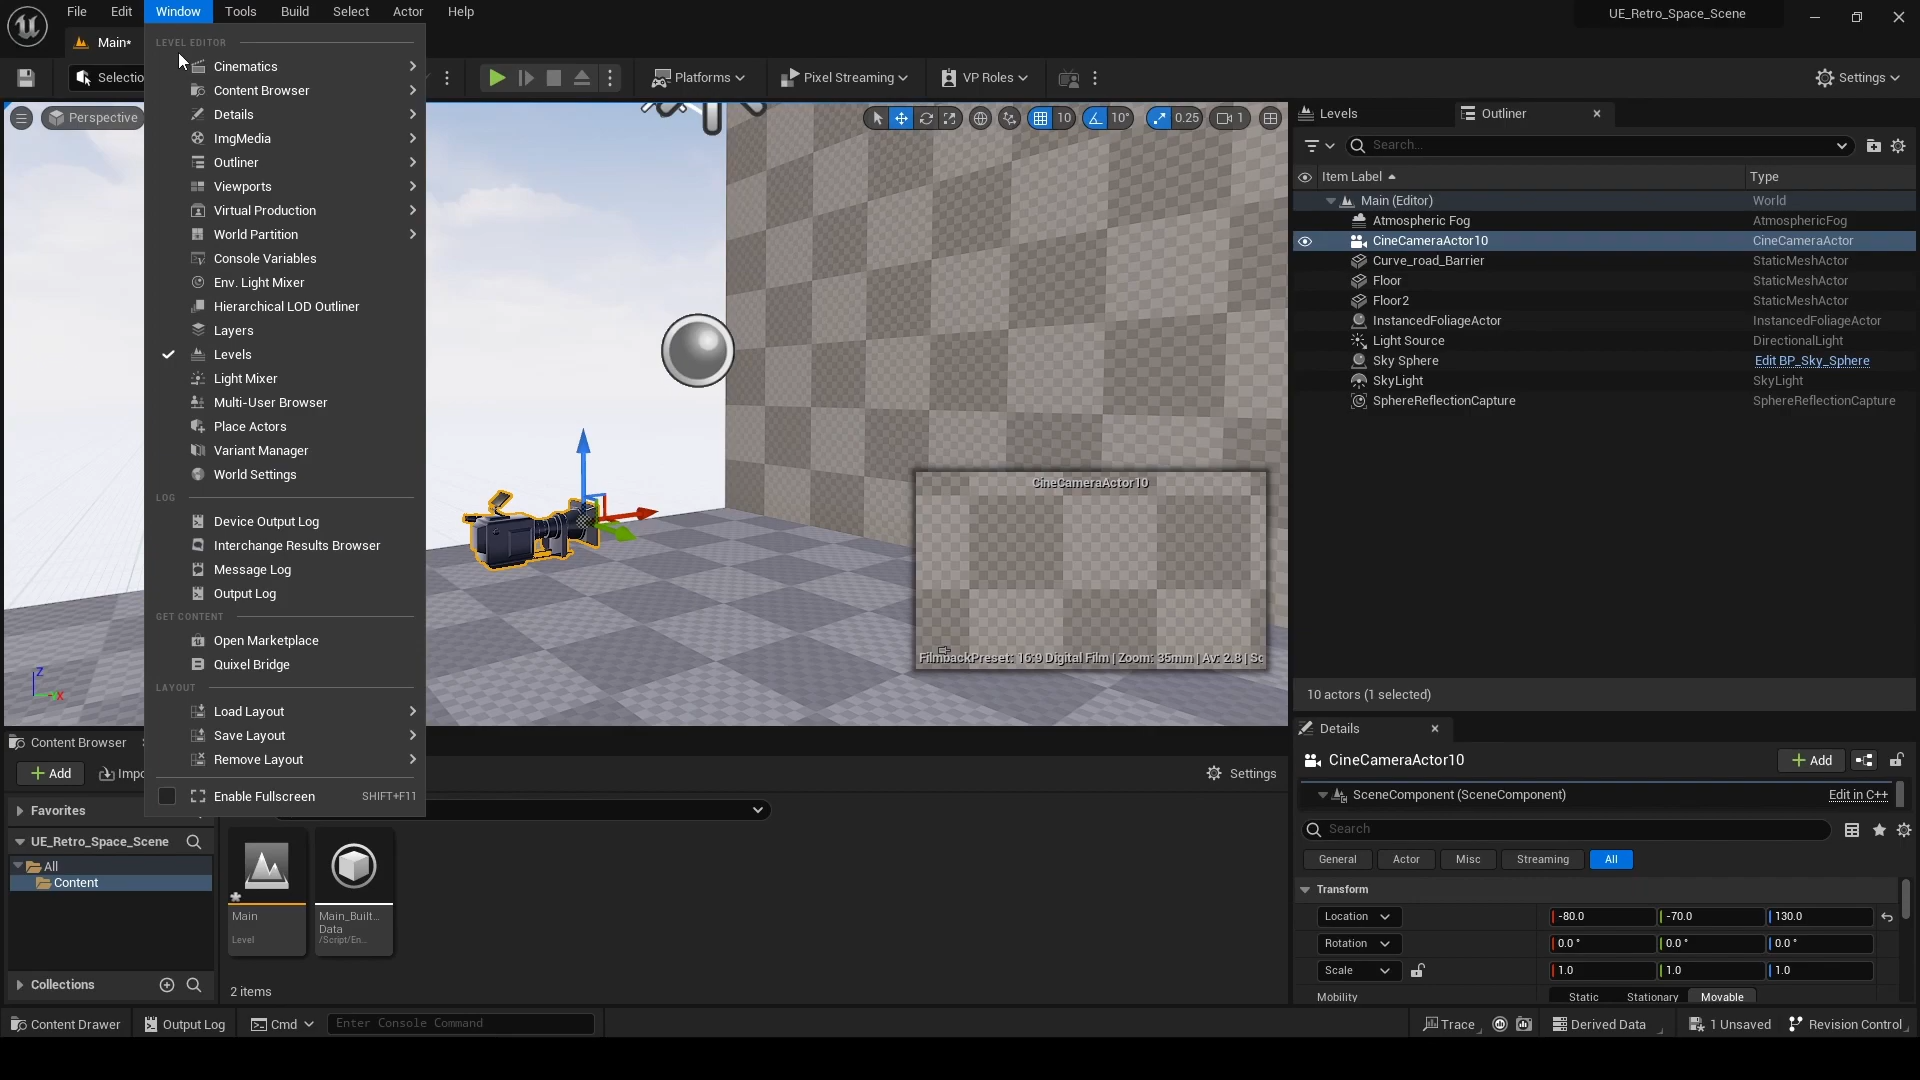 File Edit Window Tools Build Select Actor Help
UE_Retro_Space_Scene
Main*
Selectio
Platforms
Pixel Streaming
VP Roles
Settings
LEVEL EDITOR
Cinematics
Content Browser
Details
ImgMedia
Outliner
Viewports
Virtual Production
World Partition
Console Variables
Env. Light Mixer
Hierarchical LOD Outliner
Layers
Levels
Light Mixer
Multi-User Browser
Place Actors
Variant Manager
World Settings
LOG
Device Output Log
Interchange Results Browser
Message Log
Output Log
GET CONTENT
Open Marketplace
Quixel Bridge
LAYOUT
Load Layout
Save Layout
Remove Layout
Enable Fullscreen SHIFT+F11
Perspective
10 10° 0.25 1
CineCameraActor10
FilmbackPreset: 16:9 Digital Film | Zoom: 35mm | Av: 2.8 | Sq
Z
X
Levels
Outliner
Search...
Item Label Type
Main (Editor) World
Atmospheric Fog AtmosphericFog
CineCameraActor10 CineCameraActor
Curve_road_Barrier StaticMeshActor
Floor StaticMeshActor
Floor2 StaticMeshActor
InstancedFoliageActor InstancedFoliageActor
Light Source DirectionalLight
Sky Sphere Edit BP_Sky_Sphere
SkyLight SkyLight
SphereReflectionCapture SphereReflectionCapture
10 actors (1 selected)
Details
CineCameraActor10
Add
SceneComponent (SceneComponent) Edit in C++
Search
General Actor Misc Streaming All
Transform
Location -80.0 -70.0 130.0
Rotation 0.0° 0.0° 0.0°
Scale 1.0 1.0 1.0
Mobility Static Stationary Movable
Content Browser
Add
Impo
Settings
Favorites
UE_Retro_Space_Scene
All
Content
Collections
Main
Level
Main_Built...
Data
/Script/En...
2 items
Content Drawer
Output Log
Cmd
Enter Console Command
Trace
Derived Data
1 Unsaved
Revision Control